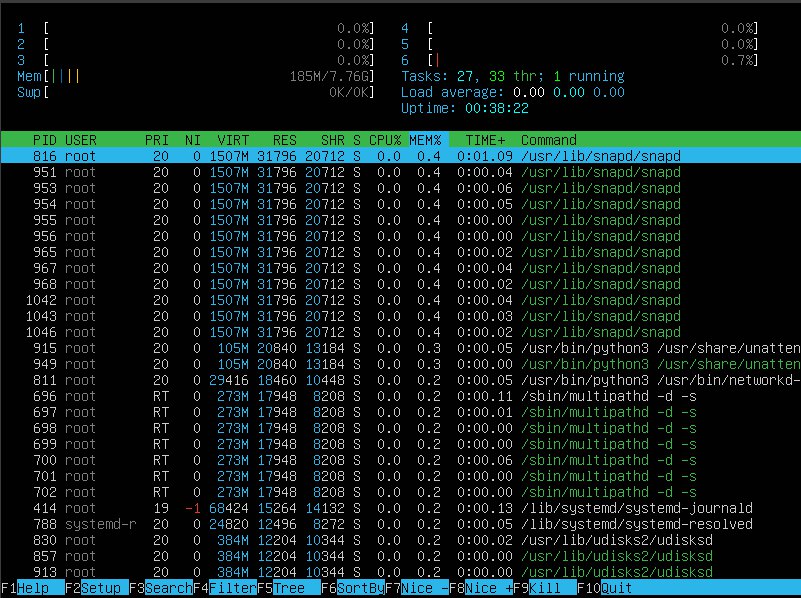 1 [ 0.0%] 4 [ 0.0%]
2 [ 0.0%] 5 [ 0.0%]
3 [ 0.0%] 6 [| 0.7%]
Mem[|||| 185M/7.76G] Tasks: 27, 33 thr; 1 running
Swp[ 0K/0K] Load average: 0.00 0.00 0.00
Uptime: 00:38:22
PID USER PRI NI VIRT RES SHR S CPU% MEM% TIME+ Command
816 root 20 0 1507M 31796 20712 S 0.0 0.4 0:01.09 /usr/lib/snapd/snapd
951 root 20 0 1507M 31796 20712 S 0.0 0.4 0:00.04 /usr/lib/snapd/snapd
953 root 20 0 1507M 31796 20712 S 0.0 0.4 0:00.06 /usr/lib/snapd/snapd
954 root 20 0 1507M 31796 20712 S 0.0 0.4 0:00.05 /usr/lib/snapd/snapd
955 root 20 0 1507M 31796 20712 S 0.0 0.4 0:00.00 /usr/lib/snapd/snapd
956 root 20 0 1507M 31796 20712 S 0.0 0.4 0:00.00 /usr/lib/snapd/snapd
965 root 20 0 1507M 31796 20712 S 0.0 0.4 0:00.02 /usr/lib/snapd/snapd
967 root 20 0 1507M 31796 20712 S 0.0 0.4 0:00.04 /usr/lib/snapd/snapd
968 root 20 0 1507M 31796 20712 S 0.0 0.4 0:00.02 /usr/lib/snapd/snapd
1042 root 20 0 1507M 31796 20712 S 0.0 0.4 0:00.04 /usr/lib/snapd/snapd
1043 root 20 0 1507M 31796 20712 S 0.0 0.4 0:00.03 /usr/lib/snapd/snapd
1046 root 20 0 1507M 31796 20712 S 0.0 0.4 0:00.02 /usr/lib/snapd/snapd
915 root 20 0 105M 20840 13184 S 0.0 0.3 0:00.05 /usr/bin/python3 /usr/share/unatten
949 root 20 0 105M 20840 13184 S 0.0 0.3 0:00.00 /usr/bin/python3 /usr/share/unatten
811 root 20 0 29416 18460 10448 S 0.0 0.2 0:00.05 /usr/bin/python3 /usr/bin/networkd-
696 root RT 0 273M 17948 8208 S 0.0 0.2 0:00.11 /sbin/multipathd -d -s
697 root RT 0 273M 17948 8208 S 0.0 0.2 0:00.01 /sbin/multipathd -d -s
698 root RT 0 273M 17948 8208 S 0.0 0.2 0:00.00 /sbin/multipathd -d -s
699 root RT 0 273M 17948 8208 S 0.0 0.2 0:00.00 /sbin/multipathd -d -s
700 root RT 0 273M 17948 8208 S 0.0 0.2 0:00.06 /sbin/multipathd -d -s
701 root RT 0 273M 17948 8208 S 0.0 0.2 0:00.00 /sbin/multipathd -d -s
702 root RT 0 273M 17948 8208 S 0.0 0.2 0:00.00 /sbin/multipathd -d -s
414 root 19 -1 68424 15264 14132 S 0.0 0.2 0:00.13 /lib/systemd/systemd-journald
788 systemd-r 20 0 24820 12496 8272 S 0.0 0.2 0:00.05 /lib/systemd/systemd-resolved
830 root 20 0 384M 12204 10344 S 0.0 0.2 0:00.02 /usr/lib/udisks2/udisksd
857 root 20 0 384M 12204 10344 S 0.0 0.2 0:00.00 /usr/lib/udisks2/udisksd
913 root 20 0 384M 12204 10344 S 0.0 0.2 0:00.00 /usr/lib/udisks2/udisksd
F1Help F2Setup F3SearchF4FilterF5Tree F6SortByF7Nice -F8Nice +F9Kill F10Quit